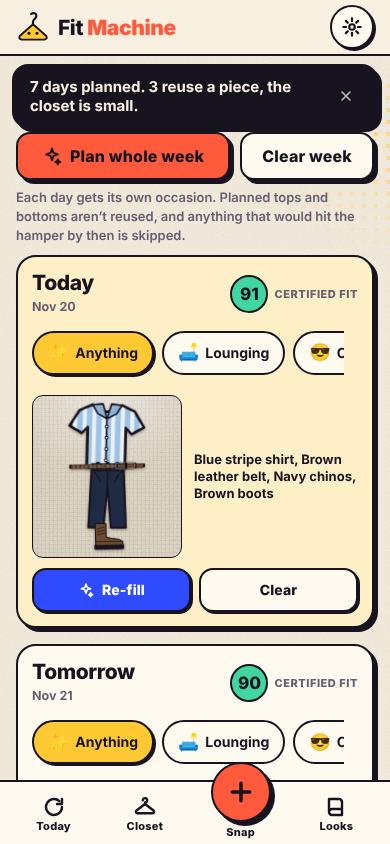 Fit Machine
7 days planned. 3 reuse a piece, the
closet is small.
Plan whole week
Clear week
Each day gets its own occasion. Planned tops and
bottoms aren’t reused, and anything that would hit the
hamper by then is skipped.
Today
Nov 20
91 CERTIFIED FIT
Anything
Lounging
Blue stripe shirt, Brown
leather belt, Navy chinos,
Brown boots
Re-fill
Clear
Tomorrow
Nov 21
90 CERTIFIED FIT
Anything
Lounging
Today
Closet
Snap
Looks